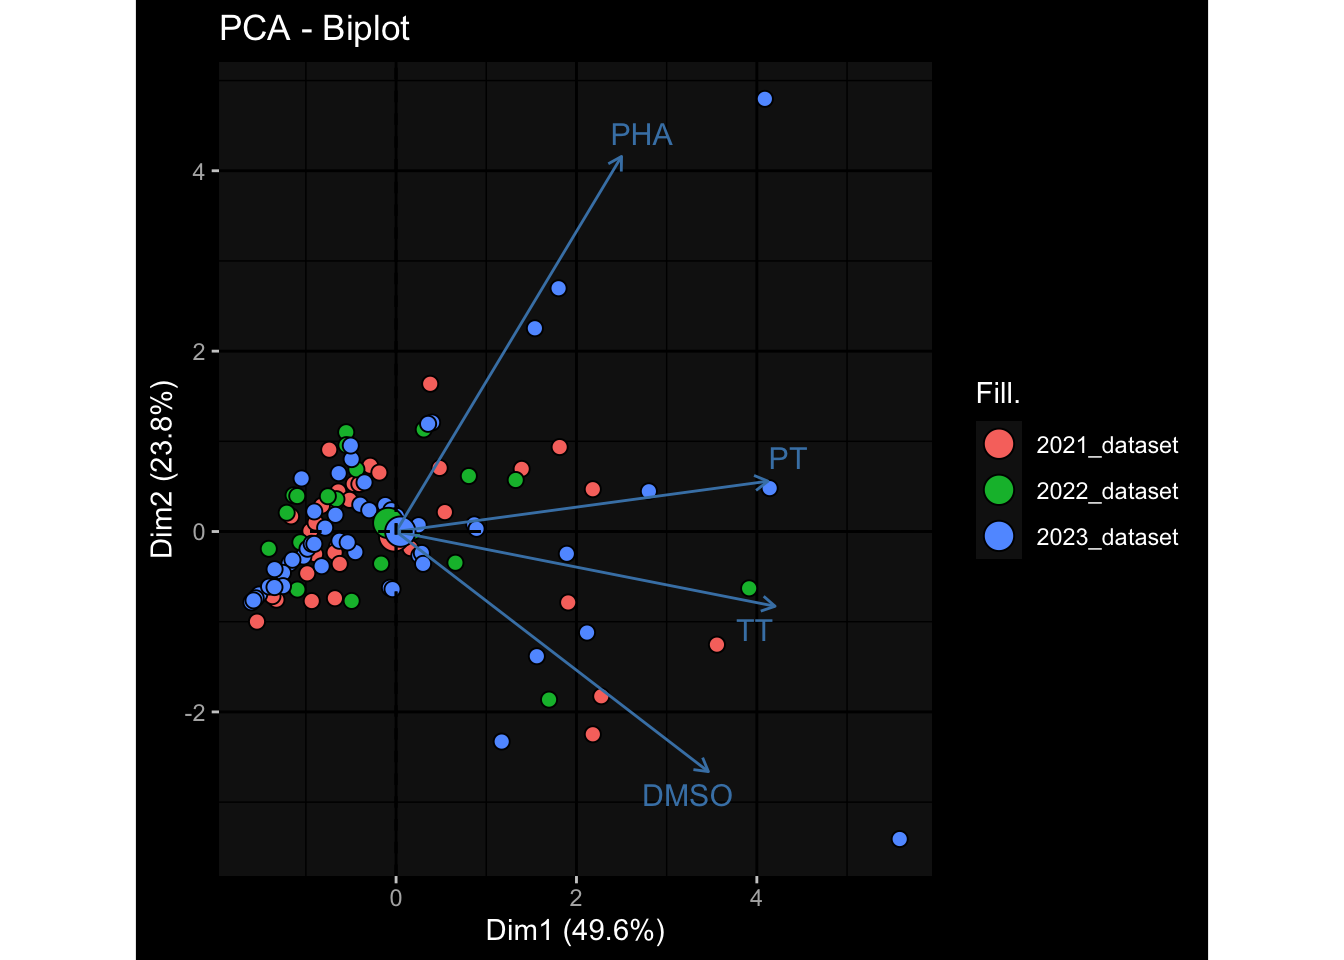 PCA - Biplot
PHA
PT
TT
DMSO
4
2
0
-2
0
2
4
Dim2 (23.8%)
Dim1 (49.6%)
Fill.
2021_dataset
2022_dataset
2023_dataset